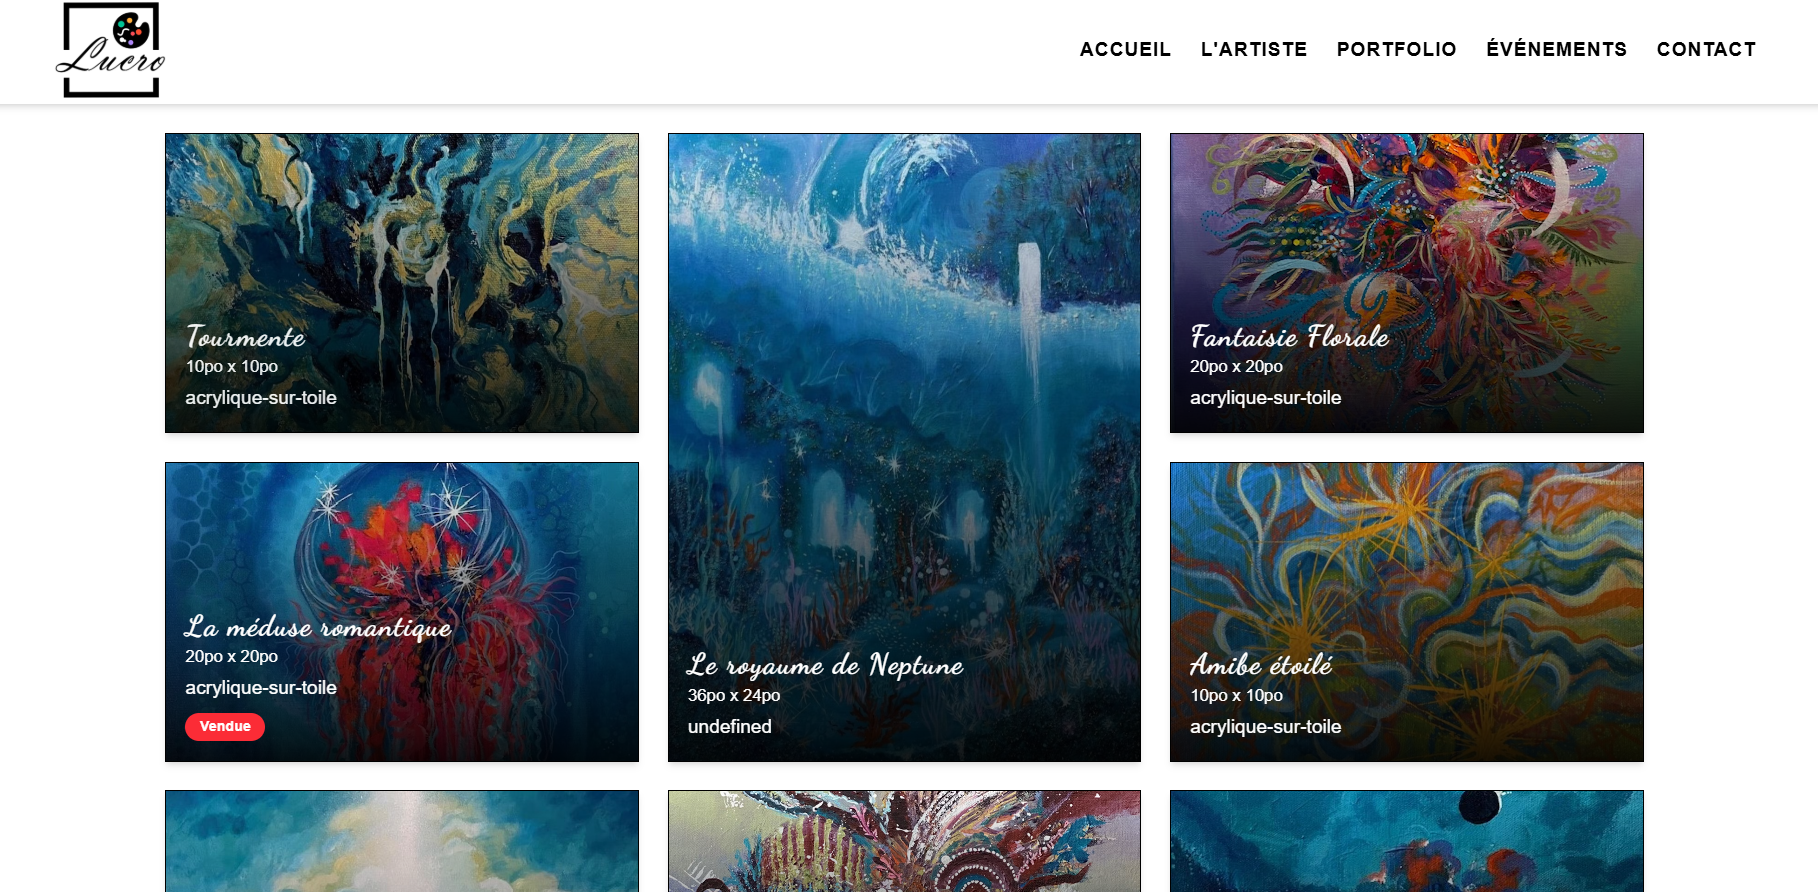 Lucro
ACCUEIL L'ARTISTE PORTFOLIO ÉVÉNEMENTS CONTACT
Tourmente
10po x 10po
acrylique-sur-toile
Le royaume de Neptune
36po x 24po
undefined
Fantaisie Florale
20po x 20po
acrylique-sur-toile
La méduse romantique
20po x 20po
acrylique-sur-toile
Vendue
Amibe étoilé
10po x 10po
acrylique-sur-toile